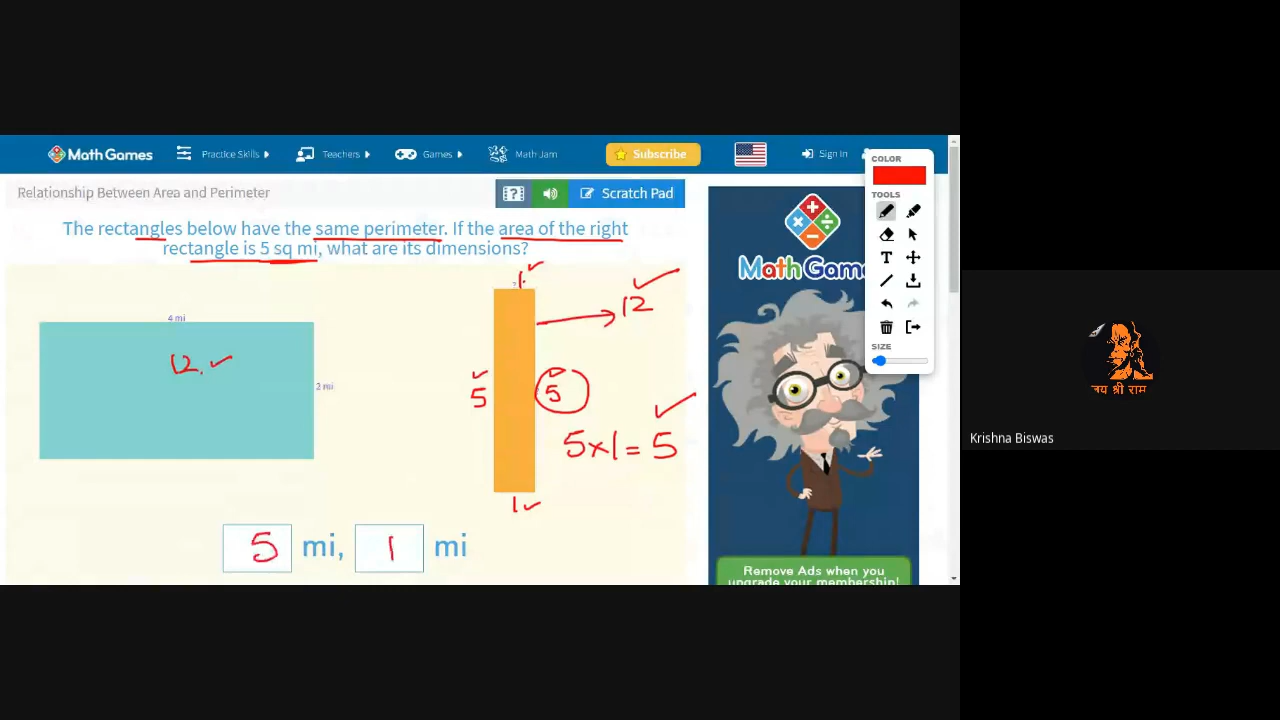 Math Games
Practice Skills
Teachers
Games
Math Jam
Subscribe
Sign In
COLOR
TOOLS
T
SIZE
Relationship Between Area and Perimeter
?
Scratch Pad
The rectangles below have the same perimeter. If the area of the right
rectangle is 5 sq mi, what are its dimensions?
4 mi
12.
2 mi
1
?
12
5
5
5x1=5
1
5 mi, 1 mi
Math Game
Remove Ads when you
upgrade your membership!
जय श्री राम
Krishna Biswas